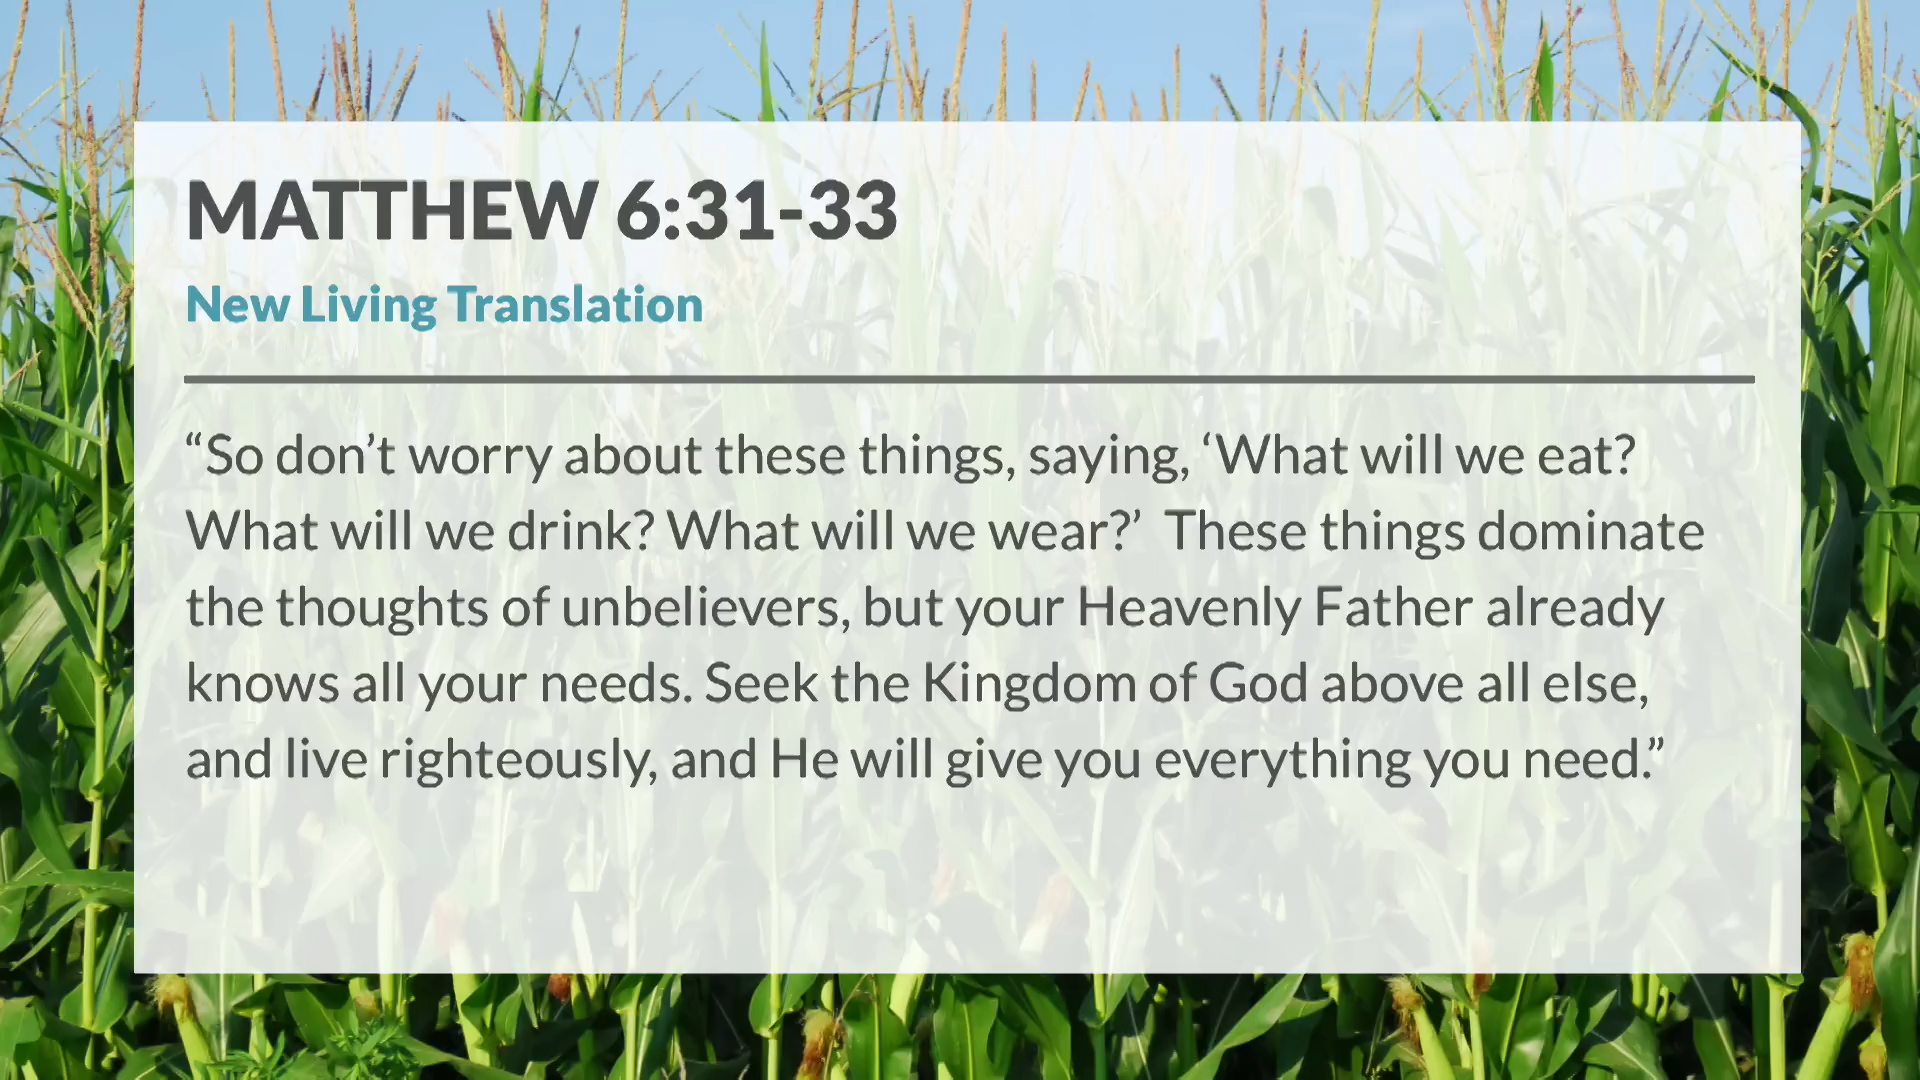 MATTHEW 6:31-33
New Living Translation
“So don’t worry about these things, saying, ‘What will we eat?
What will we drink? What will we wear?’  These things dominate
the thoughts of unbelievers, but your Heavenly Father already
knows all your needs. Seek the Kingdom of God above all else,
and live righteously, and He will give you everything you need.”